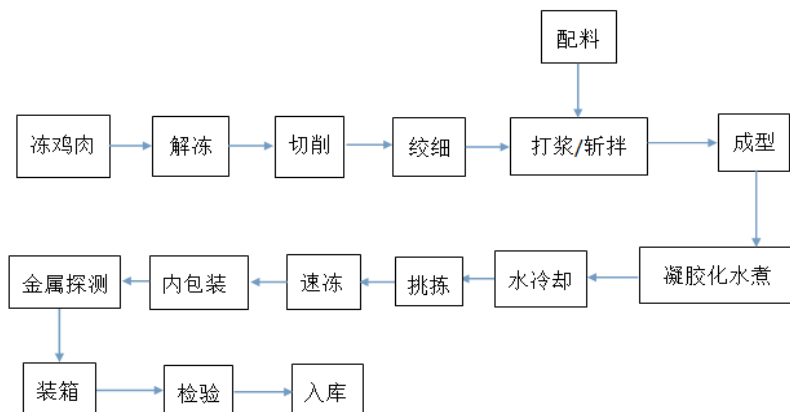 配料
冻鸡肉
解冻
切削
绞细
打浆/斩拌
成型
凝胶化水煮
水冷却
挑拣
速冻
内包装
金属探测
装箱
检验
入库